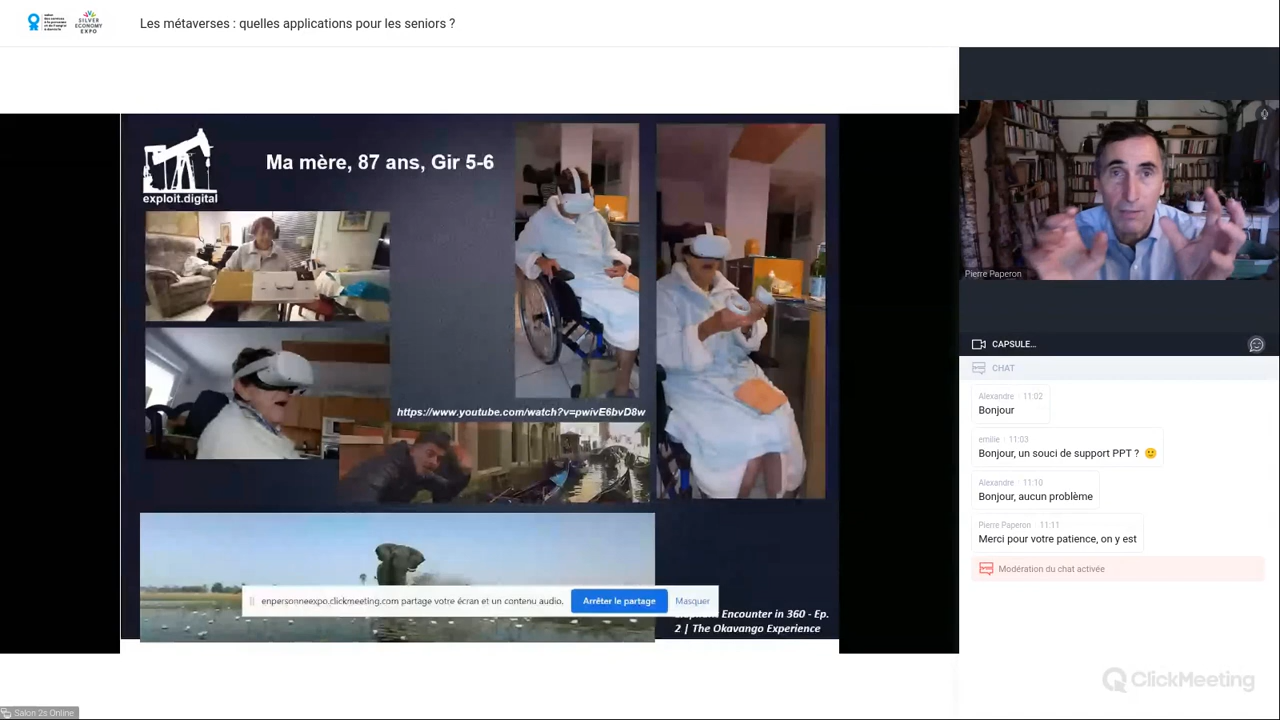 SILVER
ECONOMY
EXPO
Les métaverses : quelles applications pour les seniors ?
exploit.digital
Ma mère, 87 ans, Gir 5-6
https://www.youtube.com/watch?v=pwivE6bvD8w
enpersonneexpo.clickmeeting.com partage votre écran et un contenu audio.
Arrêter le partage
Masquer
Encounter in 360 - Ep.
2 | The Okavango Experience
Salon 2s Online
Pierre Paperon
CAPSULE...
CHAT
Alexandre · 11:02
Bonjour
emilie · 11:03
Bonjour, un souci de support PPT ? 🙂
Alexandre · 11:10
Bonjour, aucun problème
Pierre Paperon · 11:11
Merci pour votre patience, on y est
Modération du chat activée
ClickMeeting